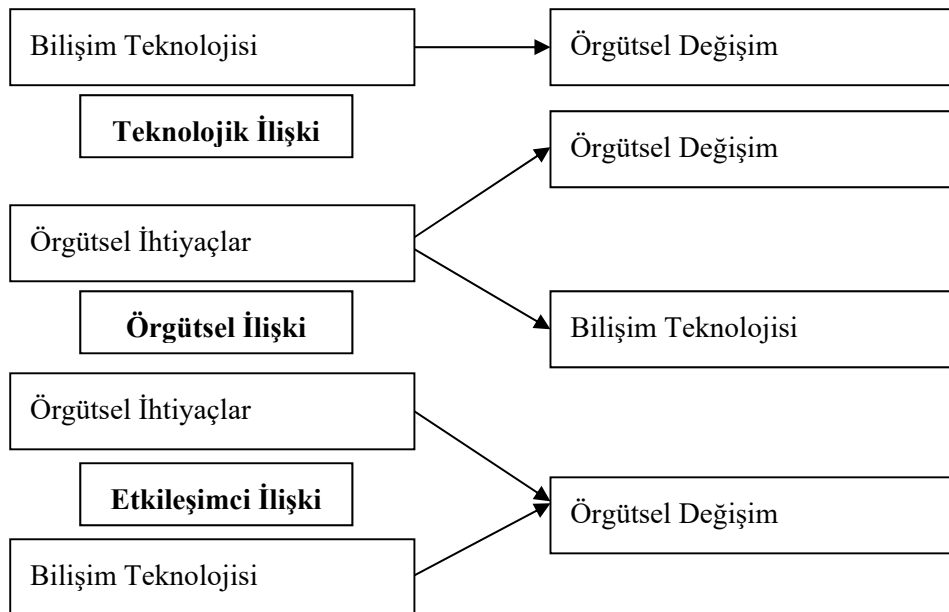 Bilişim Teknolojisi
Örgütsel Değişim
Teknolojik İlişki
Örgütsel Değişim
Örgütsel İhtiyaçlar
Örgütsel İlişki
Bilişim Teknolojisi
Örgütsel İhtiyaçlar
Etkileşimci İlişki
Örgütsel Değişim
Bilişim Teknolojisi